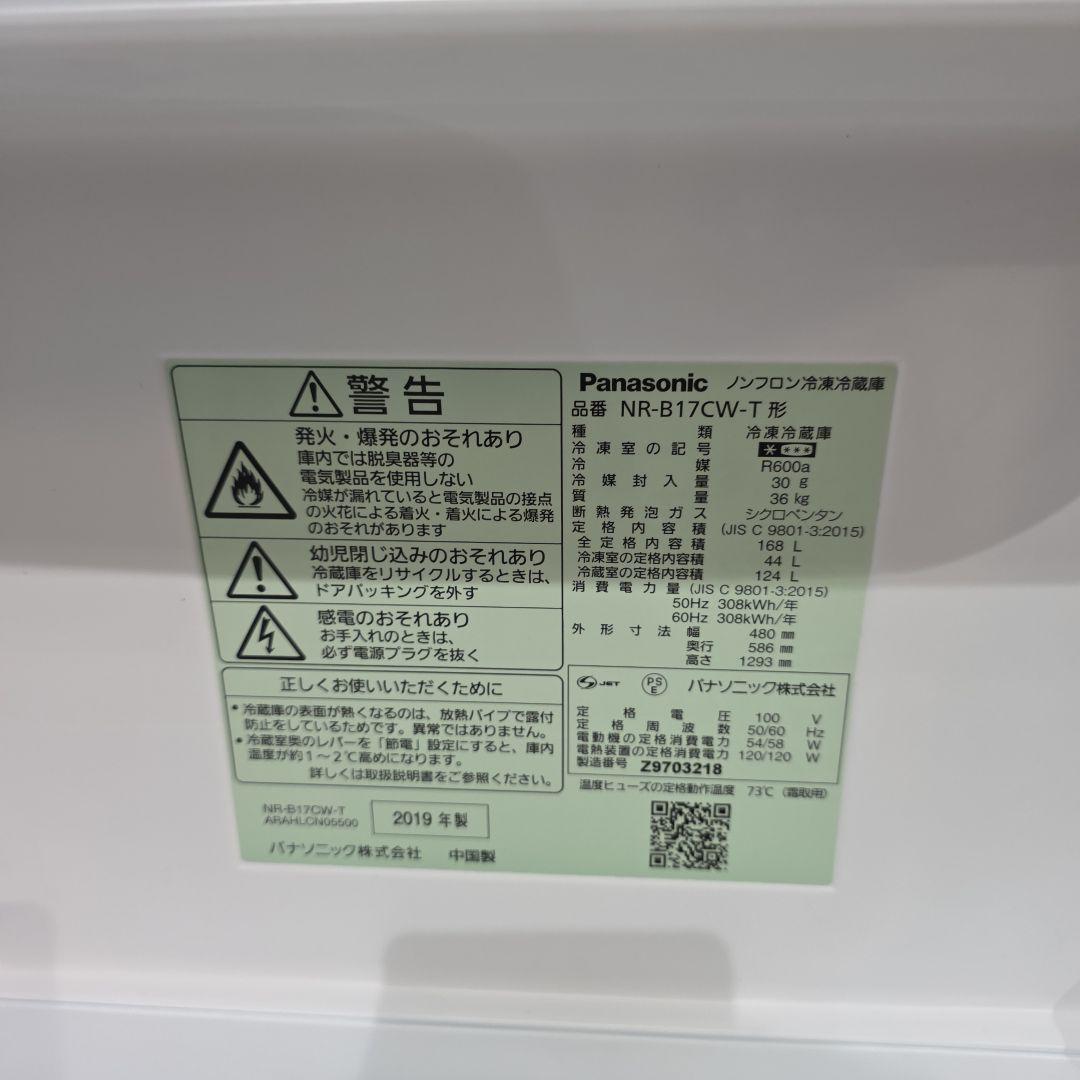 警告
発火・爆発のおそれあり
庫内では脱臭器等の
電気製品を使用しない
冷媒が漏れていると電気製品の接点
の火花による着火・着火による爆発
のおそれがあります
幼児閉じ込みのおそれあり
冷蔵庫をリサイクルするときは、
ドアパッキングを外す
感電のおそれあり
お手入れのときは、
必ず電源プラグを抜く
正しくお使いいただくために
•冷蔵庫の表面が熱くなるのは、放熱パイプで露付
防止をしているためです。異常ではありません。
•冷蔵室奥のレバーを「節電」設定にすると、庫内
温度が約1～2℃高めになります。
詳しくは取扱説明書をご参照ください。
NR-B17CW-T
ARAHLCN05500
2019 年製
パナソニック株式会社 中国製
Panasonic ノンフロン冷凍冷蔵庫
品番 NR-B17CW-T 形
種類 冷凍冷蔵庫
冷凍室の記号 ****
冷媒 R600a
冷媒封入量 30 g
質量 36 kg
断熱発泡ガス シクロペンタン
定格内容積 (JIS C 9801-3:2015)
全定格内容積 168 L
冷凍室の定格内容積 44 L
冷蔵室の定格内容積 124 L
消費電力量 (JIS C 9801-3:2015)
50Hz 308kWh/年
60Hz 308kWh/年
外形寸法 幅 480 mm
奥行 586 mm
高さ 1293 mm
S JET PS E パナソニック株式会社
定格電圧 100 V
定格周波数 50/60 Hz
電動機の定格消費電力 54/58 W
電熱装置の定格消費電力 120/120 W
製造番号 Z9703218
温度ヒューズの定格動作温度 73℃ (霜取用)